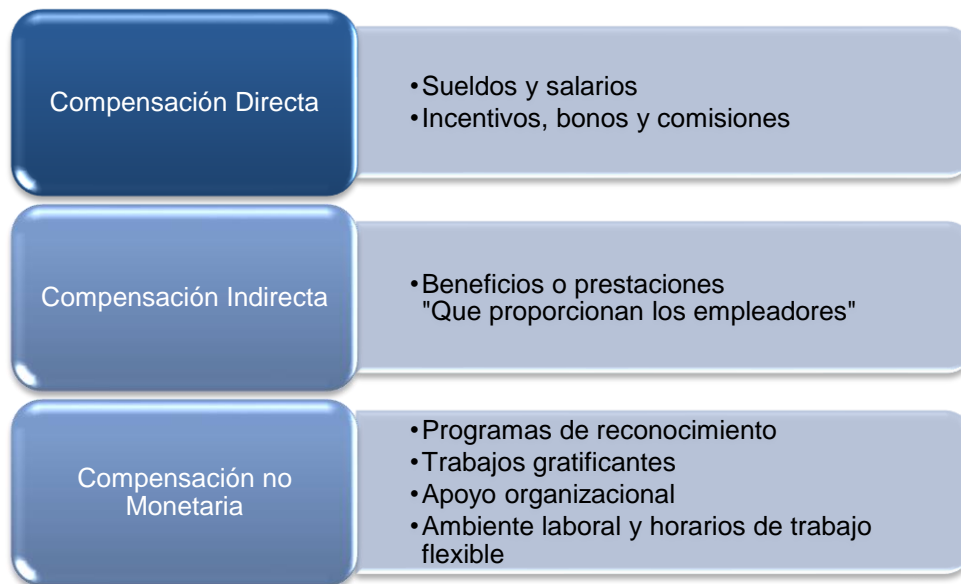 Compensación Directa
•Sueldos y salarios
•Incentivos, bonos y comisiones
Compensación Indirecta
•Beneficios o prestaciones
"Que proporcionan los empleadores"
Compensación no
Monetaria
•Programas de reconocimiento
•Trabajos gratificantes
•Apoyo organizacional
•Ambiente laboral y horarios de trabajo
flexible